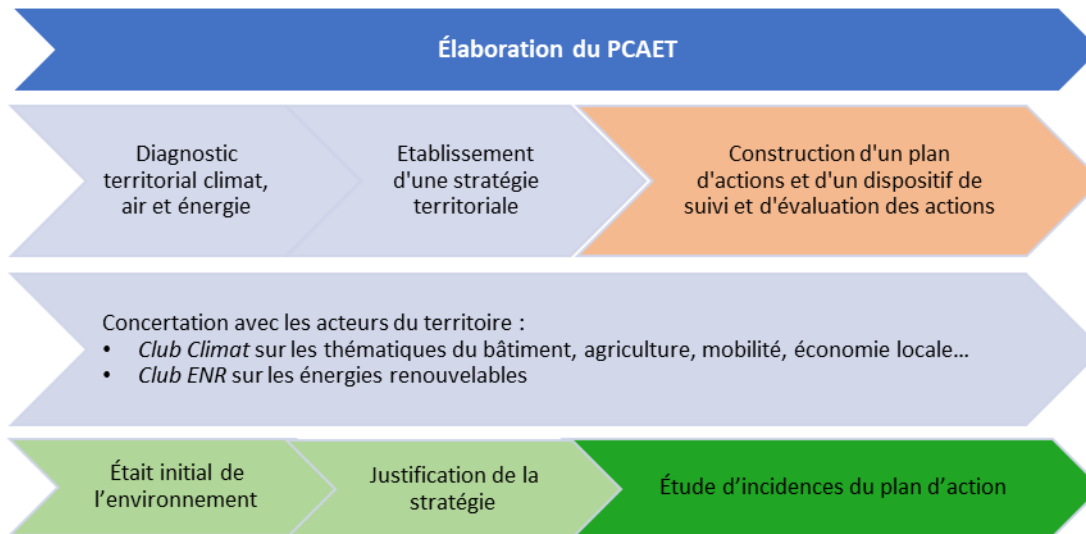 Élaboration du PCAET
Diagnostic
territorial climat,
air et énergie
Etablissement
d'une stratégie
territoriale
Construction d'un plan
d'actions et d'un dispositif de
suivi et d'évaluation des actions
Concertation avec les acteurs du territoire :
• Club Climat sur les thématiques du bâtiment, agriculture, mobilité, économie locale…
• Club ENR sur les énergies renouvelables
Était initial de
l’environnement
Justification de la
stratégie
Étude d’incidences du plan d’action